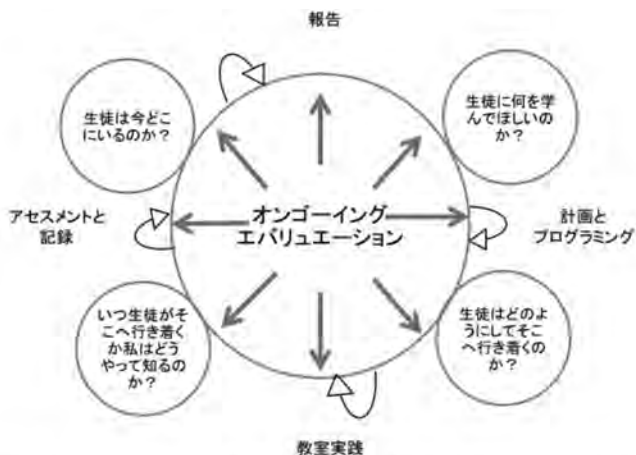 報告
生徒は今どこ
にいるのか？
生徒に何を学
んでほしいの
か？
アセスメントと
記録
オンゴーイング
エバリュエーション
計画と
プログラミング
いつ生徒がそ
こへ行き着く
か私はどう
やって知るの
か？
生徒はどのよ
うにしてそこ
へ行き着くの
か？
教室実践